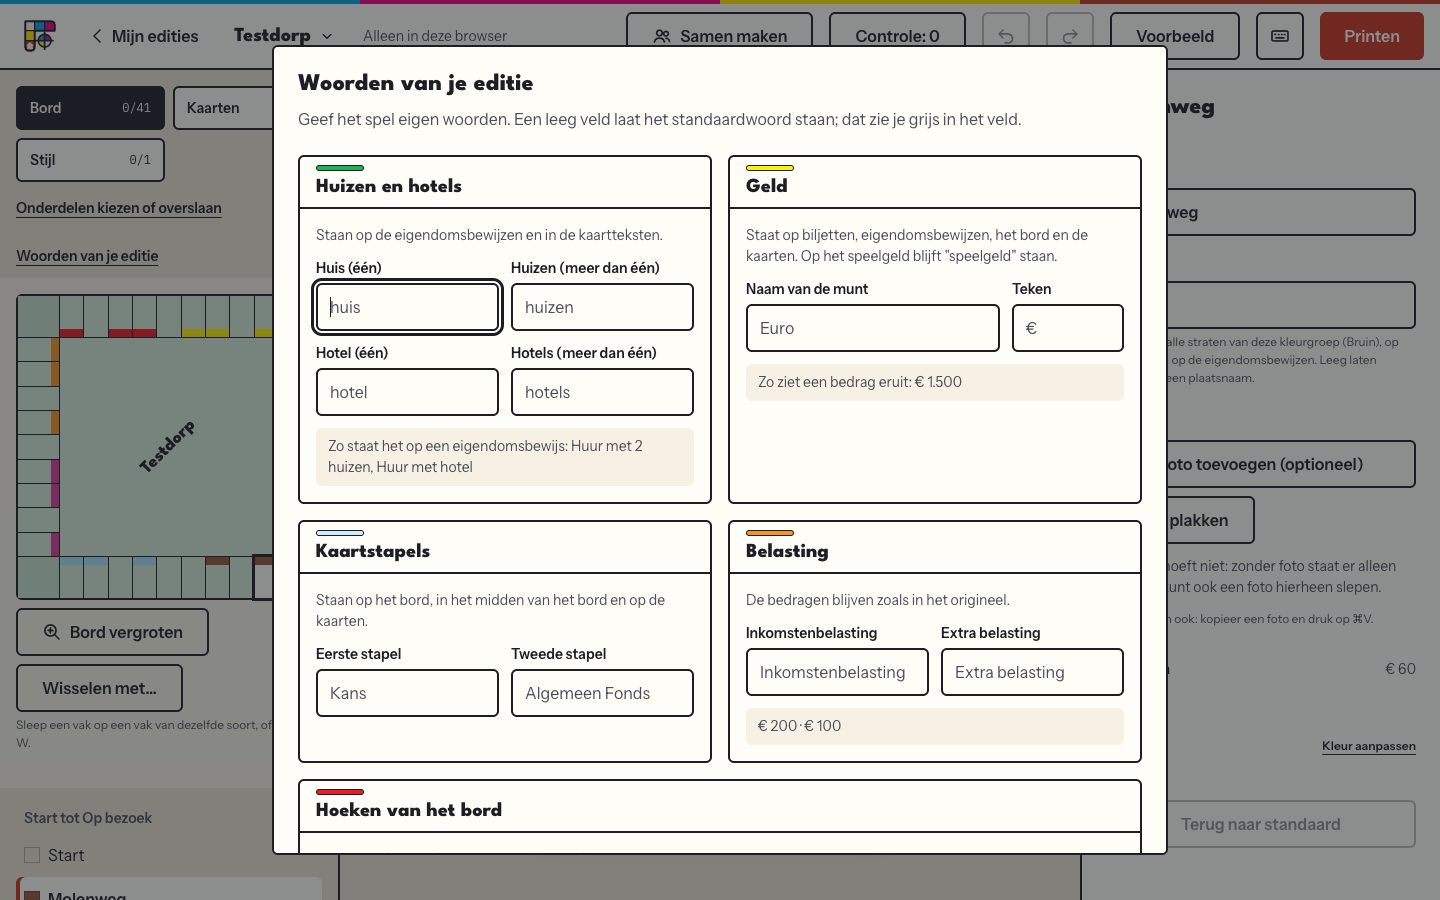 Mijn edities
Testdorp
Alleen in deze browser
Samen maken
Controle: 0
Voorbeeld
Printen
Bord 0/41
Kaarten
Stijl 0/1
Onderdelen kiezen of overslaan
Woorden van je editie
Testdorp
Bord vergroten
Wisselen met...
Sleep een vak op een vak van dezelfde soort, of
W.
Start tot Op bezoek
Start
Molenweg
Woorden van je editie
Geef het spel eigen woorden. Een leeg veld laat het standaardwoord staan; dat zie je grijs in het veld.
Huizen en hotels
Staan op de eigendomsbewijzen en in de kaartteksten.
Huis (één)
Huizen (meer dan één)
huis
huizen
Hotel (één)
Hotels (meer dan één)
hotel
hotels
Zo staat het op een eigendomsbewijs: Huur met 2
huizen, Huur met hotel
Geld
Staat op biljetten, eigendomsbewijzen, het bord en de
kaarten. Op het speelgeld blijft "speelgeld" staan.
Naam van de munt
Teken
Euro
€
Zo ziet een bedrag eruit: € 1.500
Kaartstapels
Staan op het bord, in het midden van het bord en op de
kaarten.
Eerste stapel
Tweede stapel
Kans
Algemeen Fonds
Belasting
De bedragen blijven zoals in het origineel.
Inkomstenbelasting
Extra belasting
Inkomstenbelasting
Extra belasting
€ 200 · € 100
Hoeken van het bord
nweg
weg
alle straten van deze kleurgroep (Bruin), op
op de eigendomsbewijzen. Leeg laten
een plaatsnaam.
oto toevoegen (optioneel)
plakken
hoeft niet: zonder foto staat er alleen
unt ook een foto hierheen slepen.
ook: kopieer een foto en druk op ⌘V.
€ 60
Kleur aanpassen
Terug naar standaard